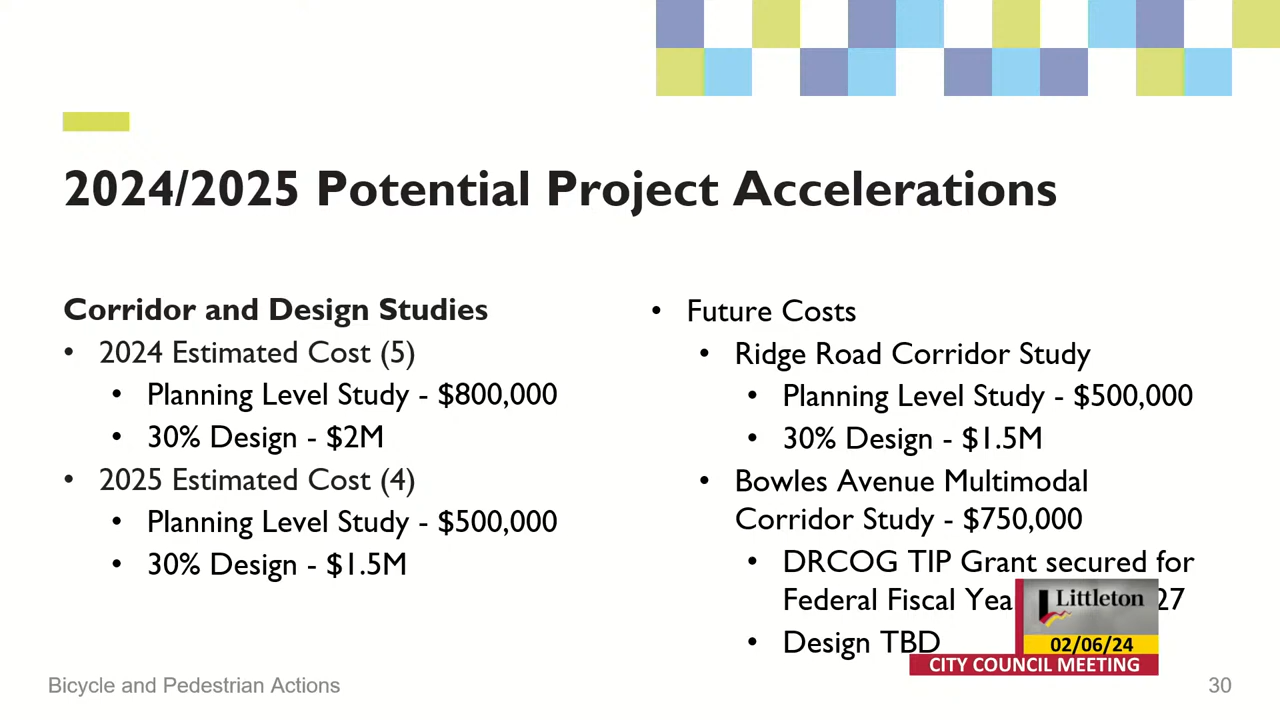 2024/2025 Potential Project Accelerations
Corridor and Design Studies
• 2024 Estimated Cost (5)
• Planning Level Study - $800,000
• 30% Design - $2M
• 2025 Estimated Cost (4)
• Planning Level Study - $500,000
• 30% Design - $1.5M
• Future Costs
• Ridge Road Corridor Study
• Planning Level Study - $500,000
• 30% Design - $1.5M
• Bowles Avenue Multimodal
Corridor Study - $750,000
• DRCOG TIP Grant secured for
Federal Fiscal 27
• Design TBD
Littleton
02/06/24
CITY COUNCIL MEETING
Bicycle and Pedestrian Actions
30